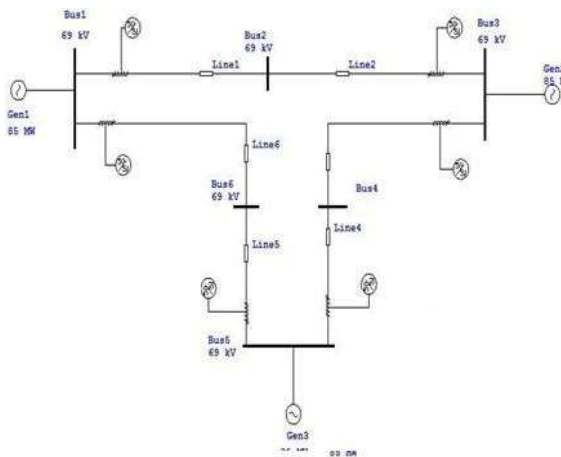 Bus1
69 kV
Bus2
69 kV
Bus3
69 kV
Line1
Line2
Gen1
85 MW
85
Line6
Bus6
69 kV
Bus4
Line4
Line5
Bus5
69 kV
Gen3